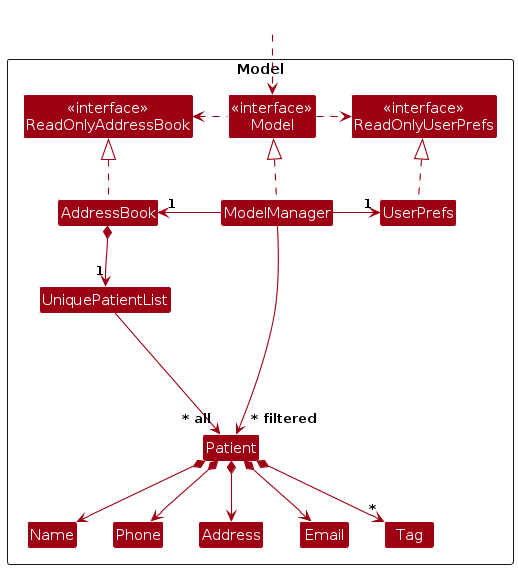 Model
«interface» «interface» «interface»
ReadOnlyAddressBook Model ReadOnlyUserPrefs
AddressBook 1 ModelManager 1 UserPrefs
1
UniquePatientList
* all * filtered
Patient
*
Name Phone Address Email Tag